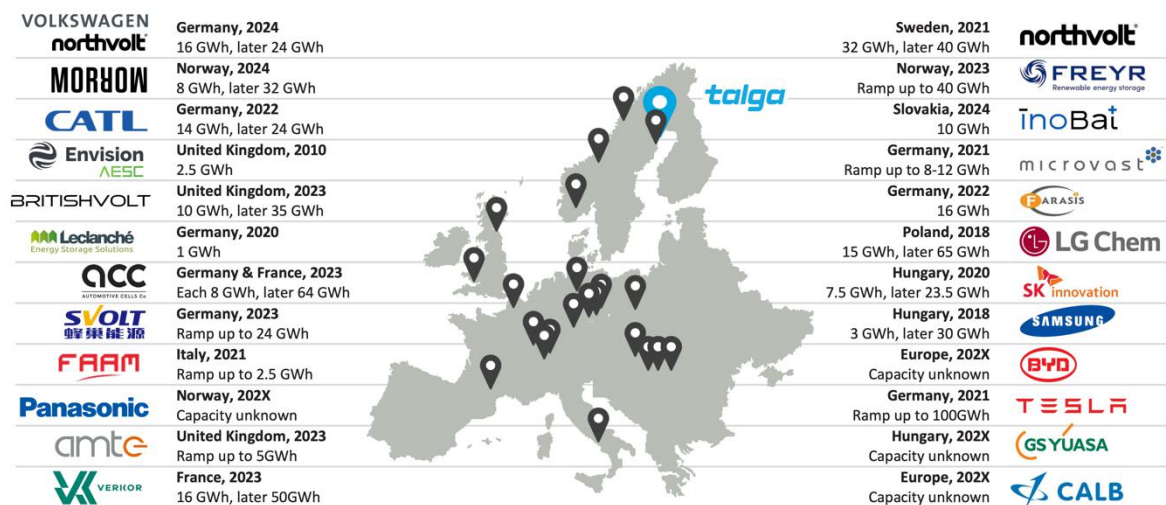 VOLKSWAGEN
northvolt
Germany, 2024
16 GWh, later 24 GWh
MORROW
Norway, 2024
8 GWh, later 32 GWh
CATL
Germany, 2022
14 GWh, later 24 GWh
Envision
AESC
United Kingdom, 2010
2.5 GWh
BRITISHVOLT
United Kingdom, 2023
10 GWh, later 35 GWh
Leclanché
Energy Storage Solutions
Germany, 2020
1 GWh
acc
AUTOMOTIVE CELLS Co
Germany & France, 2023
Each 8 GWh, later 64 GWh
SVOLT
蜂巢能源
Germany, 2023
Ramp up to 24 GWh
FAAM
Italy, 2021
Ramp up to 2.5 GWh
Panasonic
Norway, 202X
Capacity unknown
amte
United Kingdom, 2023
Ramp up to 5GWh
VERKOR
France, 2023
16 GWh, later 50GWh
talga
Sweden, 2021
32 GWh, later 40 GWh
northvolt
Norway, 2023
Ramp up to 40 GWh
FREYR
Renewable energy storage
Slovakia, 2024
10 GWh
inoBat
Germany, 2021
Ramp up to 8-12 GWh
microvast
Germany, 2022
16 GWh
FARASIS
Poland, 2018
15 GWh, later 65 GWh
LG Chem
Hungary, 2020
7.5 GWh, later 23.5 GWh
SK innovation
Hungary, 2018
3 GWh, later 30 GWh
SAMSUNG
Europe, 202X
Capacity unknown
BYD
Germany, 2021
Ramp up to 100GWh
TESLA
Hungary, 202X
Capacity unknown
GS YUASA
Europe, 202X
Capacity unknown
CALB